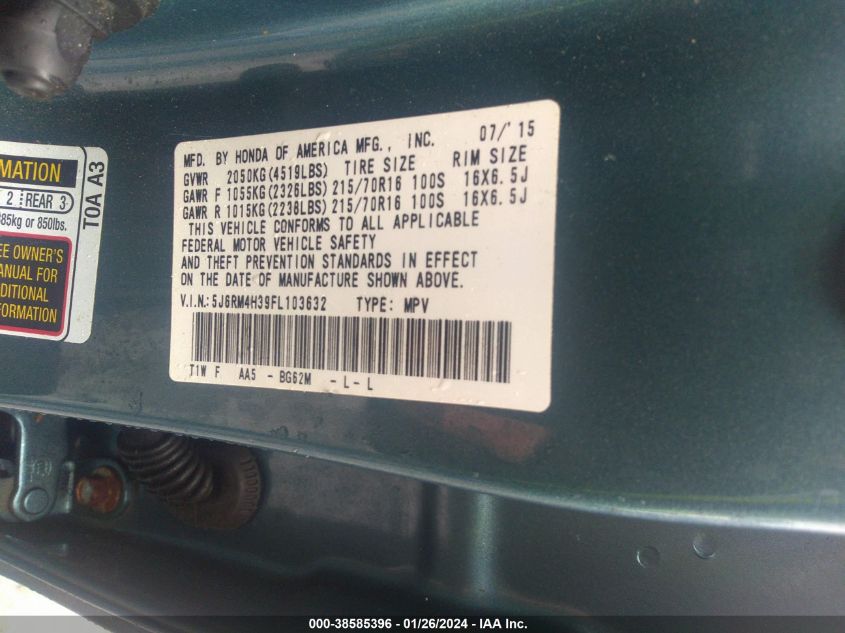 MFD. BY HONDA OF AMERICA MFG., INC. 07/'15
GVWR 2050KG(4519LBS) TIRE SIZE RIM SIZE
GAWR F 1055KG(2326LBS) 215/70R16 100S 16X6.5J
GAWR R 1015KG(2238LBS) 215/70R16 100S 16X6.5J
THIS VEHICLE CONFORMS TO ALL APPLICABLE
FEDERAL MOTOR VEHICLE SAFETY
AND THEFT PREVENTION STANDARDS IN EFFECT
ON THE DATE OF MANUFACTURE SHOWN ABOVE.
V.I.N.:5J6RM4H39FL103632 TYPE: MPV
T1W F AA5 - BG62M - L - L
MATION
2 REAR 3
385kg or 850lbs.
EE OWNER'S
MANUAL FOR
DDITIONAL
FORMATION
T0A A3
000-38585396 - 01/26/2024 - IAA Inc.